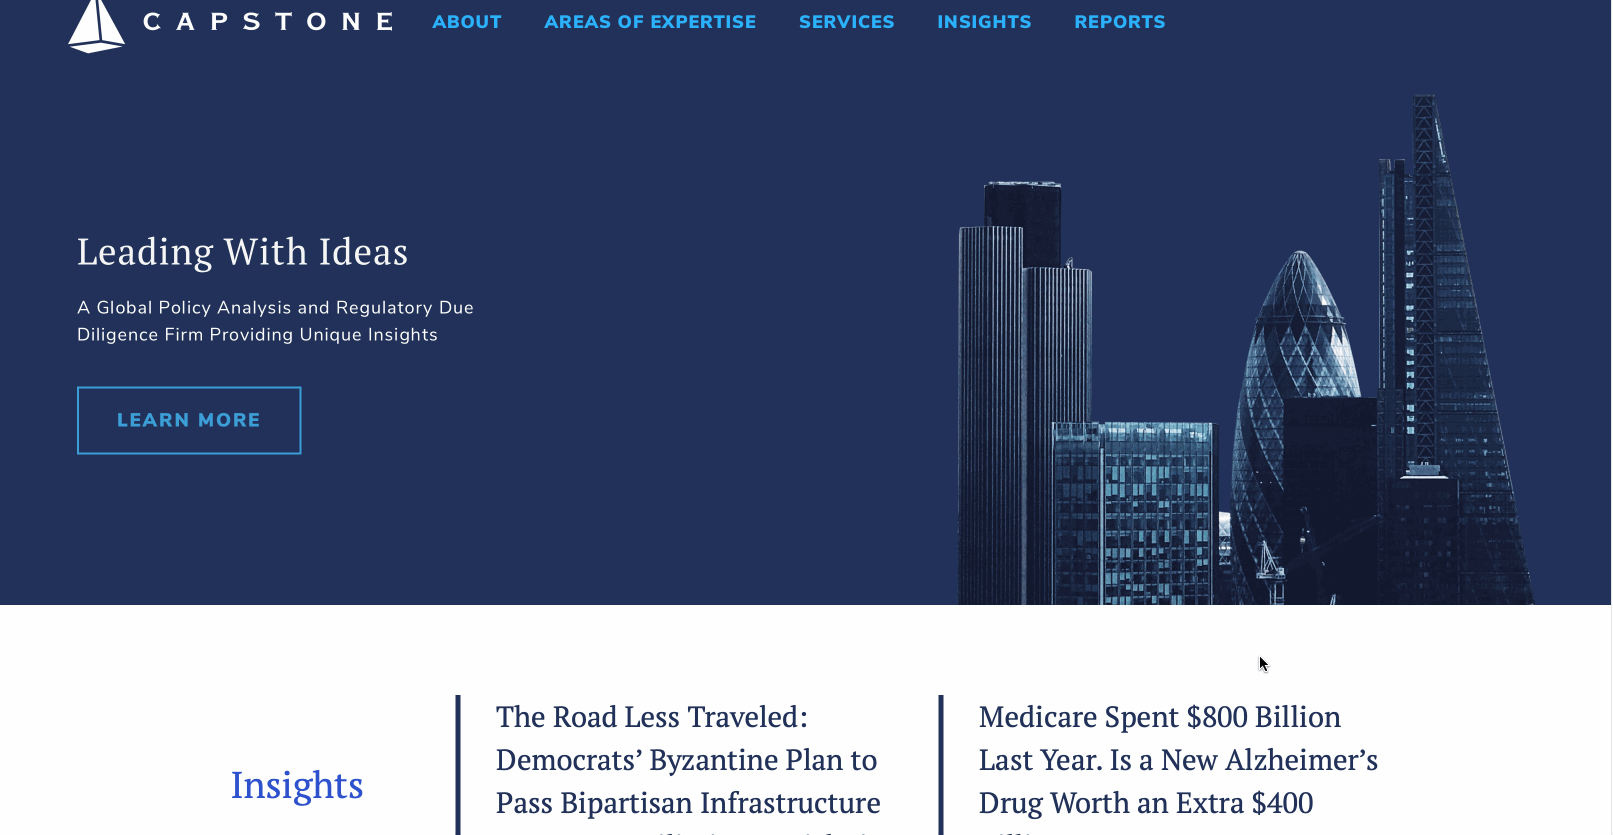 CAPSTONE
ABOUT
AREAS OF EXPERTISE
SERVICES
INSIGHTS
REPORTS
Leading With Ideas
A Global Policy Analysis and Regulatory Due
Diligence Firm Providing Unique Insights
LEARN MORE
Insights
The Road Less Traveled:
Democrats’ Byzantine Plan to
Pass Bipartisan Infrastructure
Medicare Spent $800 Billion
Last Year. Is a New Alzheimer’s
Drug Worth an Extra $400